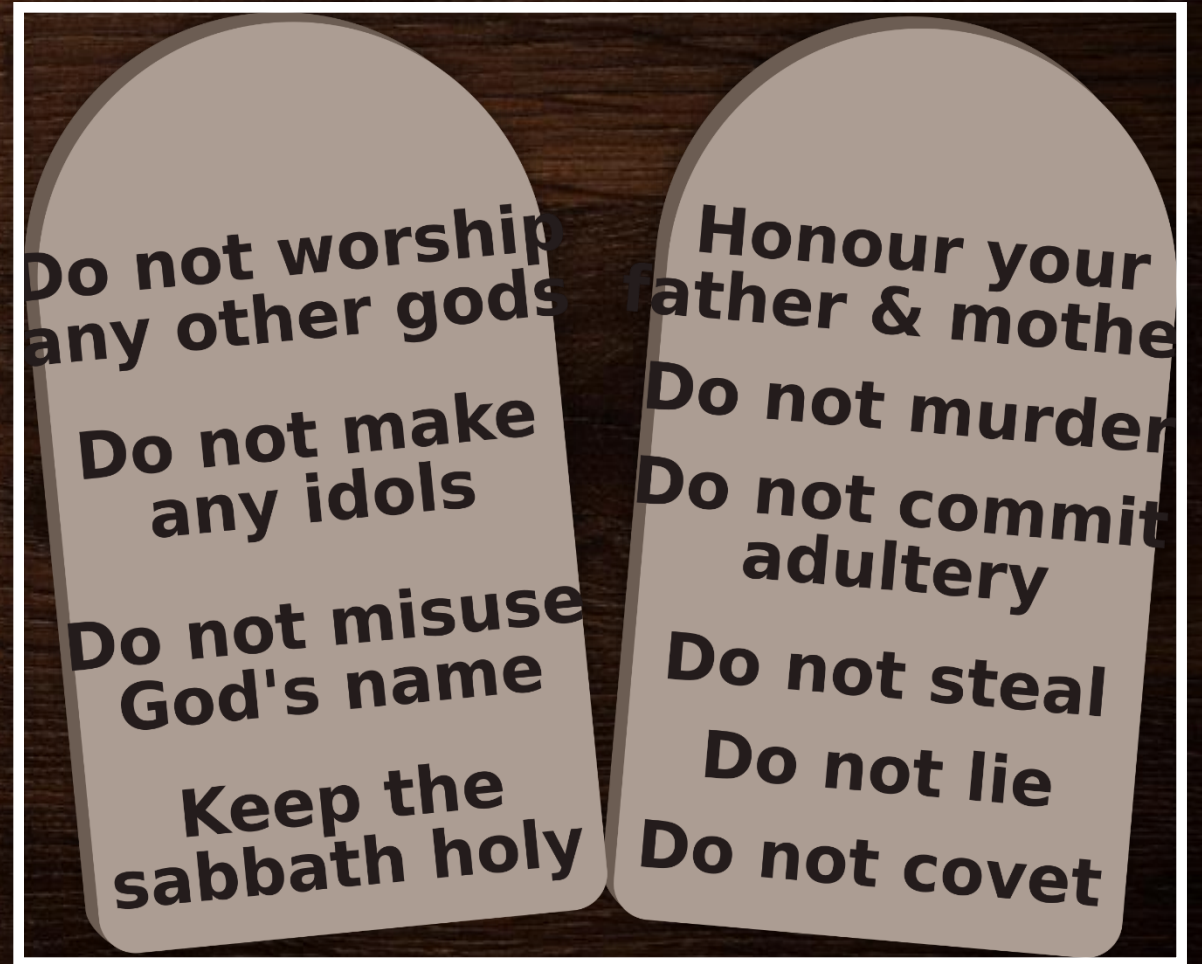 Do not worship
any other gods
Do not make
any idols
Do not misuse
God's name
Keep the
sabbath holy
Honour your
father & mothe
Do not murder
Do not commit
adultery
Do not steal
Do not lie
Do not covet